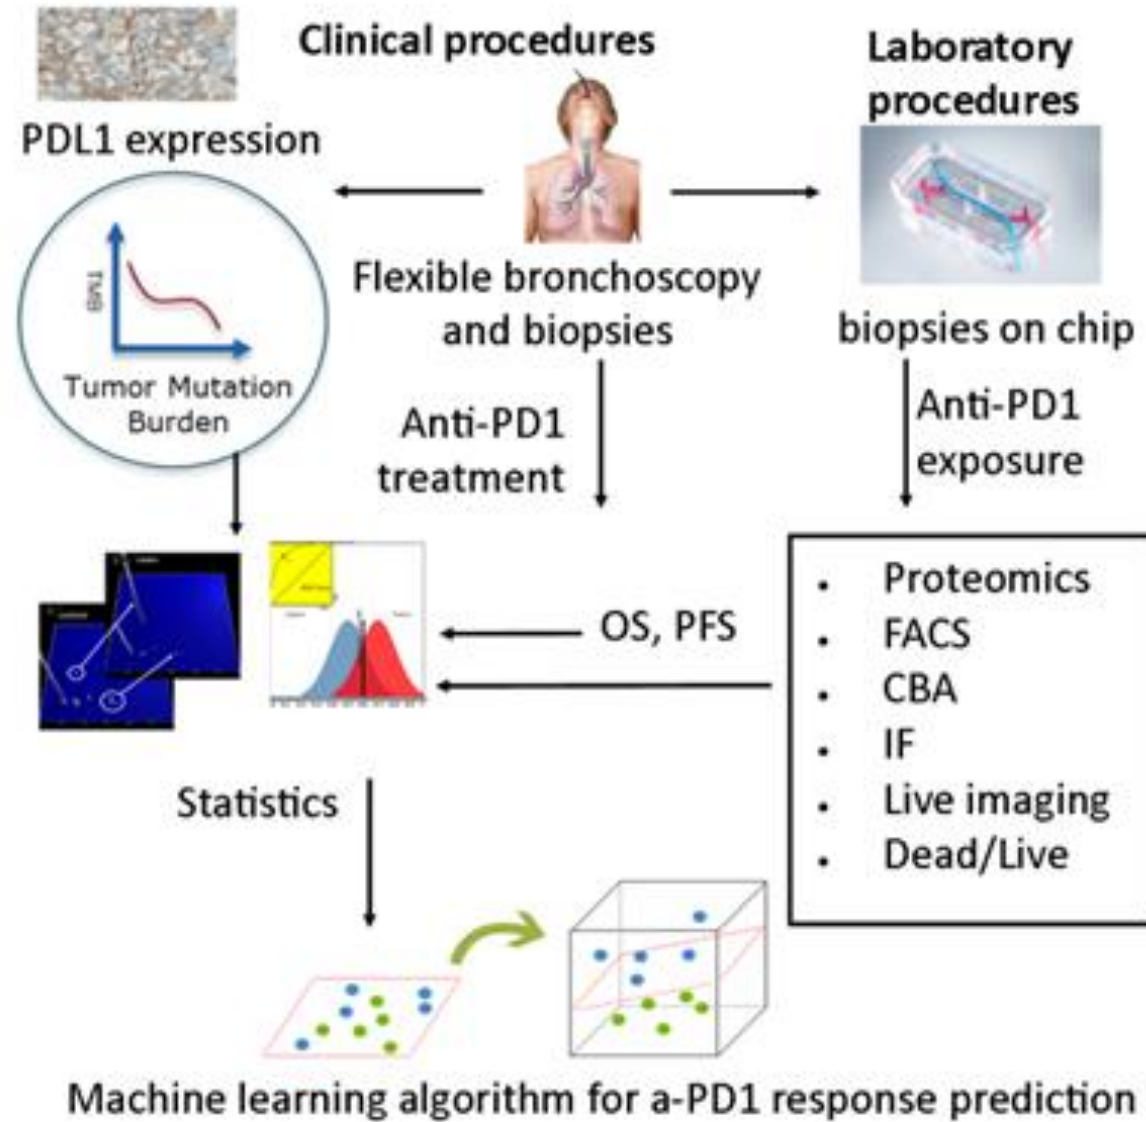 Clinical procedures
Laboratory
procedures
PDL1 expression
TMB
Tumor Mutation
Burden
Flexible bronchoscopy
and biopsies
biopsies on chip
Anti-PD1
treatment
Anti-PD1
exposure
OS, PFS
• Proteomics
• FACS
• CBA
• IF
• Live imaging
• Dead/Live
Statistics
Machine learning algorithm for a-PD1 response prediction